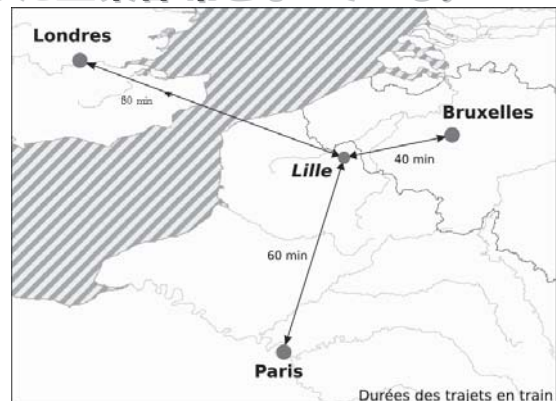 Londres
80 min
Bruxelles
Lille
40 min
60 min
Paris
Durées des trajets en train